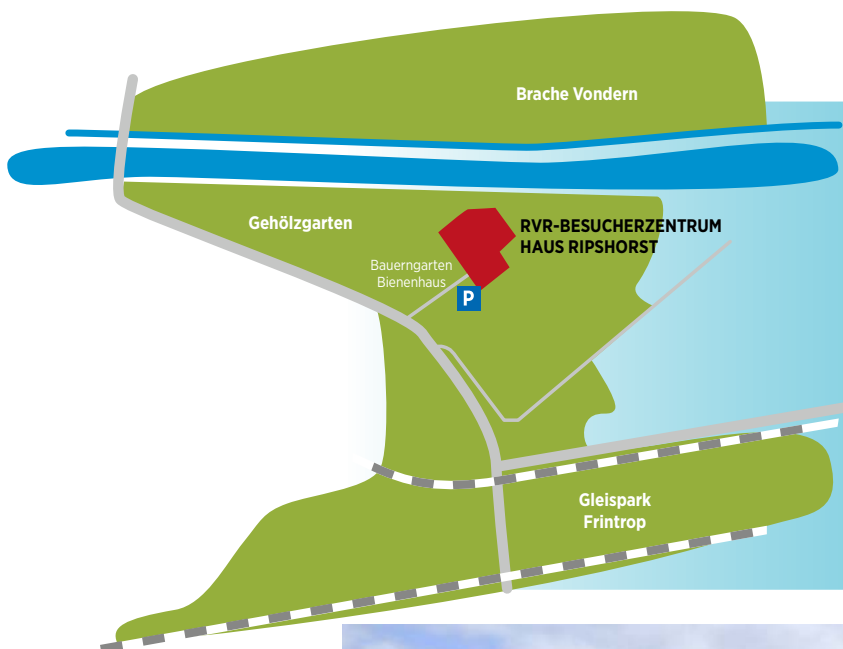 Brache Vondern
Gehölzgarten
RVR-BESUCHERZENTRUM
HAUS RIPSHORST
Bauerngarten
Bienenhaus
P
Gleispark
Frintrop